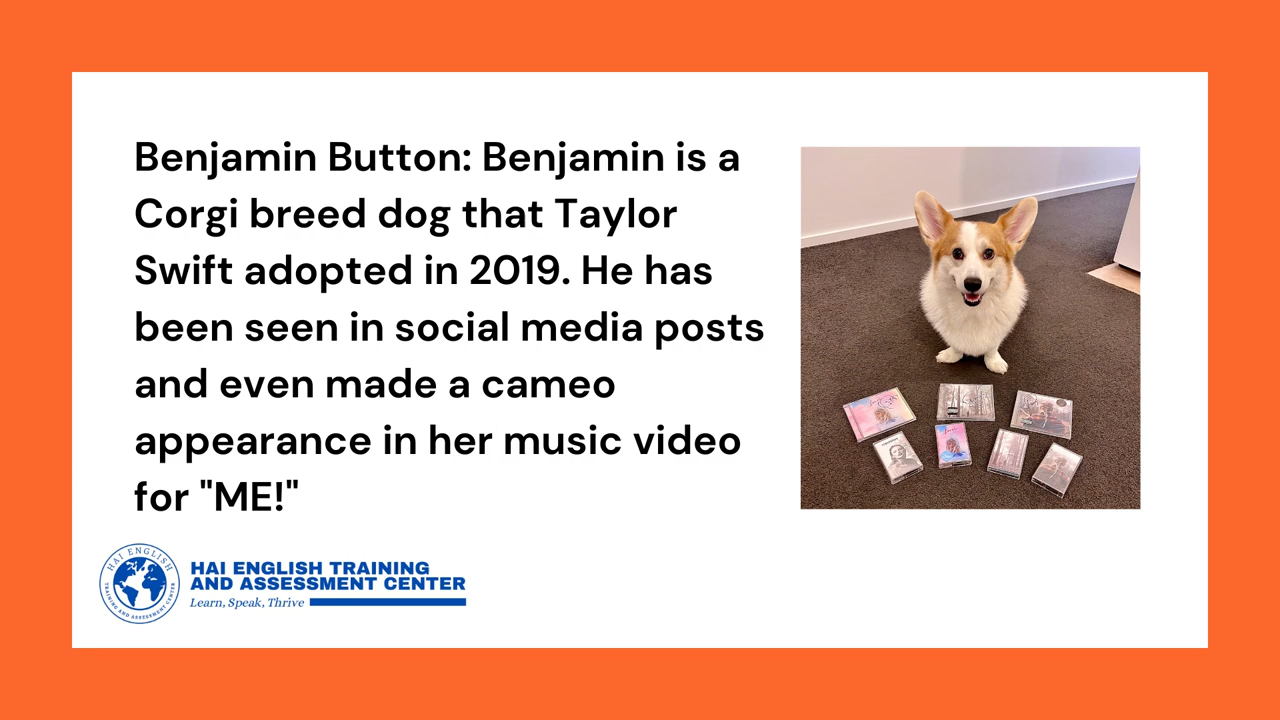 Benjamin Button: Benjamin is a
Corgi breed dog that Taylor
Swift adopted in 2019. He has
been seen in social media posts
and even made a cameo
appearance in her music video
for "ME!"
HAI ENGLISH
TRAINING AND ASSESSMENT CENTER
HAI ENGLISH TRAINING
AND ASSESSMENT CENTER
Learn, Speak, Thrive